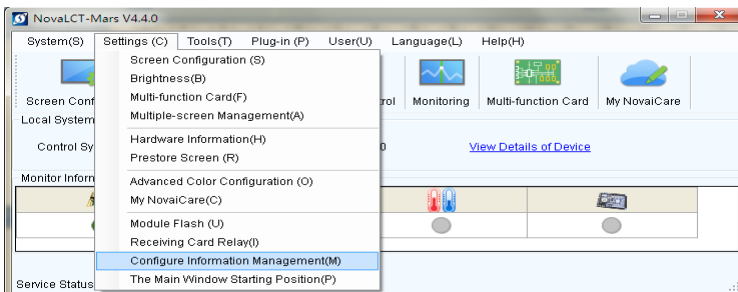 NovaLCT-Mars V4.4.0
System(S) Settings (C) Tools(T) Plug-in (P) User(U) Language(L) Help(H)
Screen Configuration (S)
Brightness(B)
Multi-function Card(F)
Multiple-screen Management(A)
Hardware Information(H)
Prestore Screen (R)
Advanced Color Configuration (O)
My NovaiCare(C)
Module Flash (U)
Receiving Card Relay(I)
Configure Information Management(M)
The Main Window Starting Position(P)
Screen Conf rol Monitoring Multi-function Card My NovaiCare
Local System
Control Sy 0 View Details of Device
Monitor Inform
Service Status